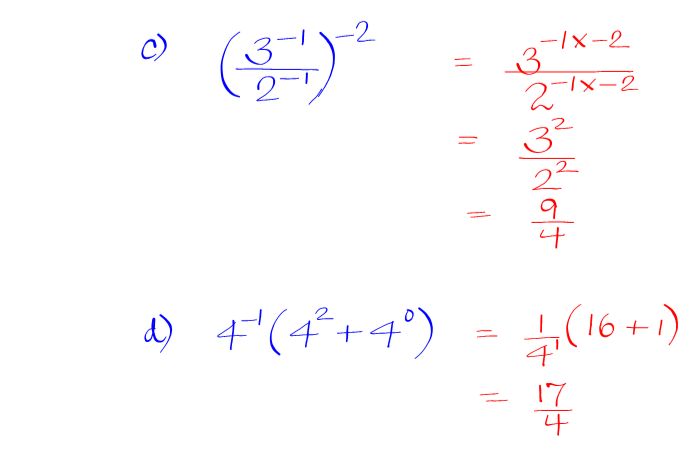 c) (3^-1 / 2^-1)^-2 = 3^-1×-2 / 2^-1×-2
= 3^2 / 2^2
= 9/4
d) 4^-1(4^2 + 4^0) = 1/4^1 (16 + 1)
= 17/4